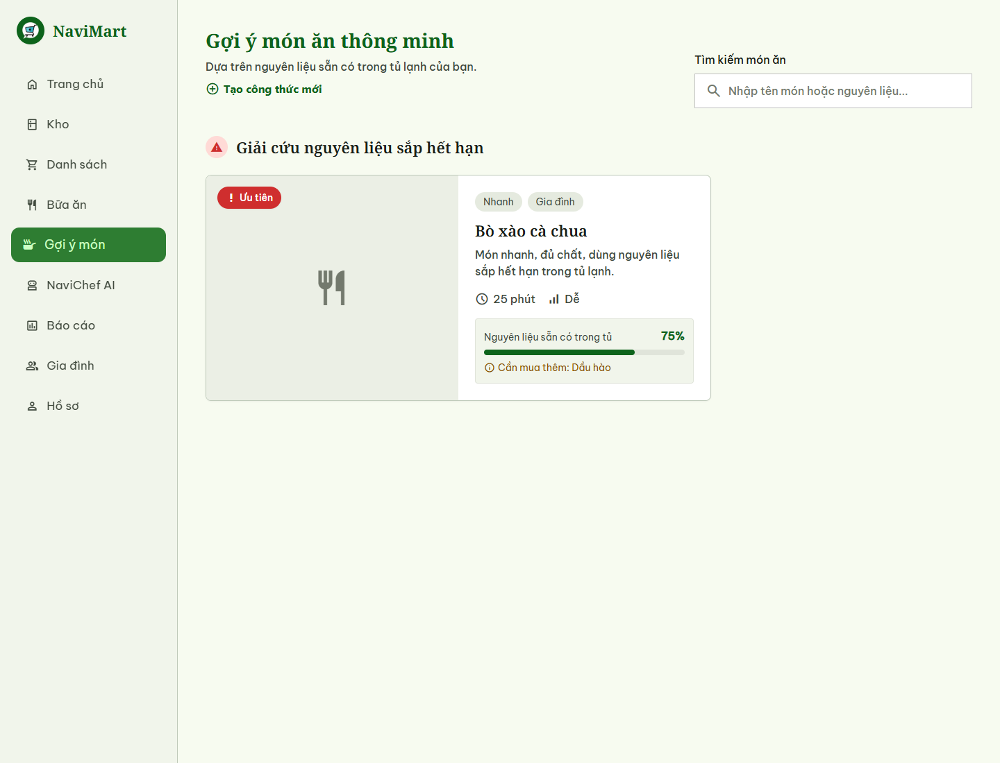 NaviMart
Trang chủ
Kho
Danh sách
Bữa ăn
Gợi ý món
NaviChef AI
Báo cáo
Gia đình
Hồ sơ
Gợi ý món ăn thông minh
Dựa trên nguyên liệu sẵn có trong tủ lạnh của bạn.
Tạo công thức mới
Tìm kiếm món ăn
Nhập tên món hoặc nguyên liệu...
Giải cứu nguyên liệu sắp hết hạn
Ưu tiên
Nhanh Gia đình
Bò xào cà chua
Món nhanh, đủ chất, dùng nguyên liệu
sắp hết hạn trong tủ lạnh.
25 phút Dễ
Nguyên liệu sẵn có trong tủ 75%
Cần mua thêm: Dầu hào